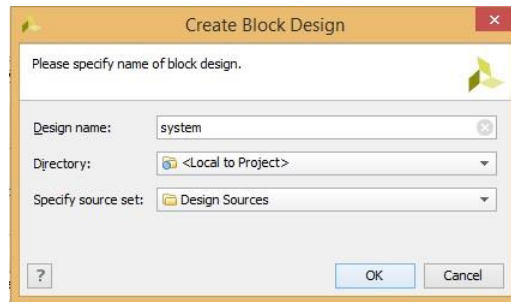 Create Block Design
Please specify name of block design.
Design name: system
Directory: <Local to Project>
Specify source set: Design Sources
? OK Cancel